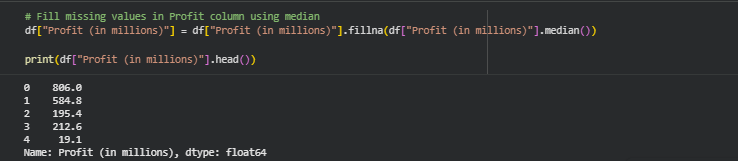 # Fill missing values in Profit column using median
df["Profit (in millions)"] = df["Profit (in millions)"].fillna(df["Profit (in millions)"].median())
print(df["Profit (in millions)"].head())
0    806.0
1    584.8
2    195.4
3    212.6
4     19.1
Name: Profit (in millions), dtype: float64